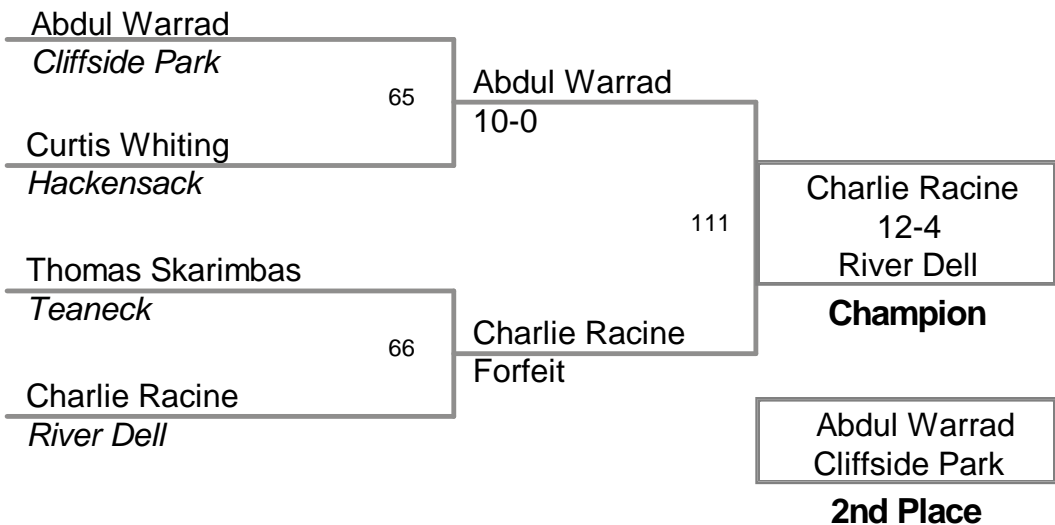 Abdul Warrad
Cliffside Park
65
Curtis Whiting
Hackensack
Abdul Warrad
10-0
Thomas Skarimbas
Teaneck
66
Charlie Racine
River Dell
Charlie Racine
Forfeit
111
Charlie Racine
12-4
River Dell
Champion
Abdul Warrad
Cliffside Park
2nd Place